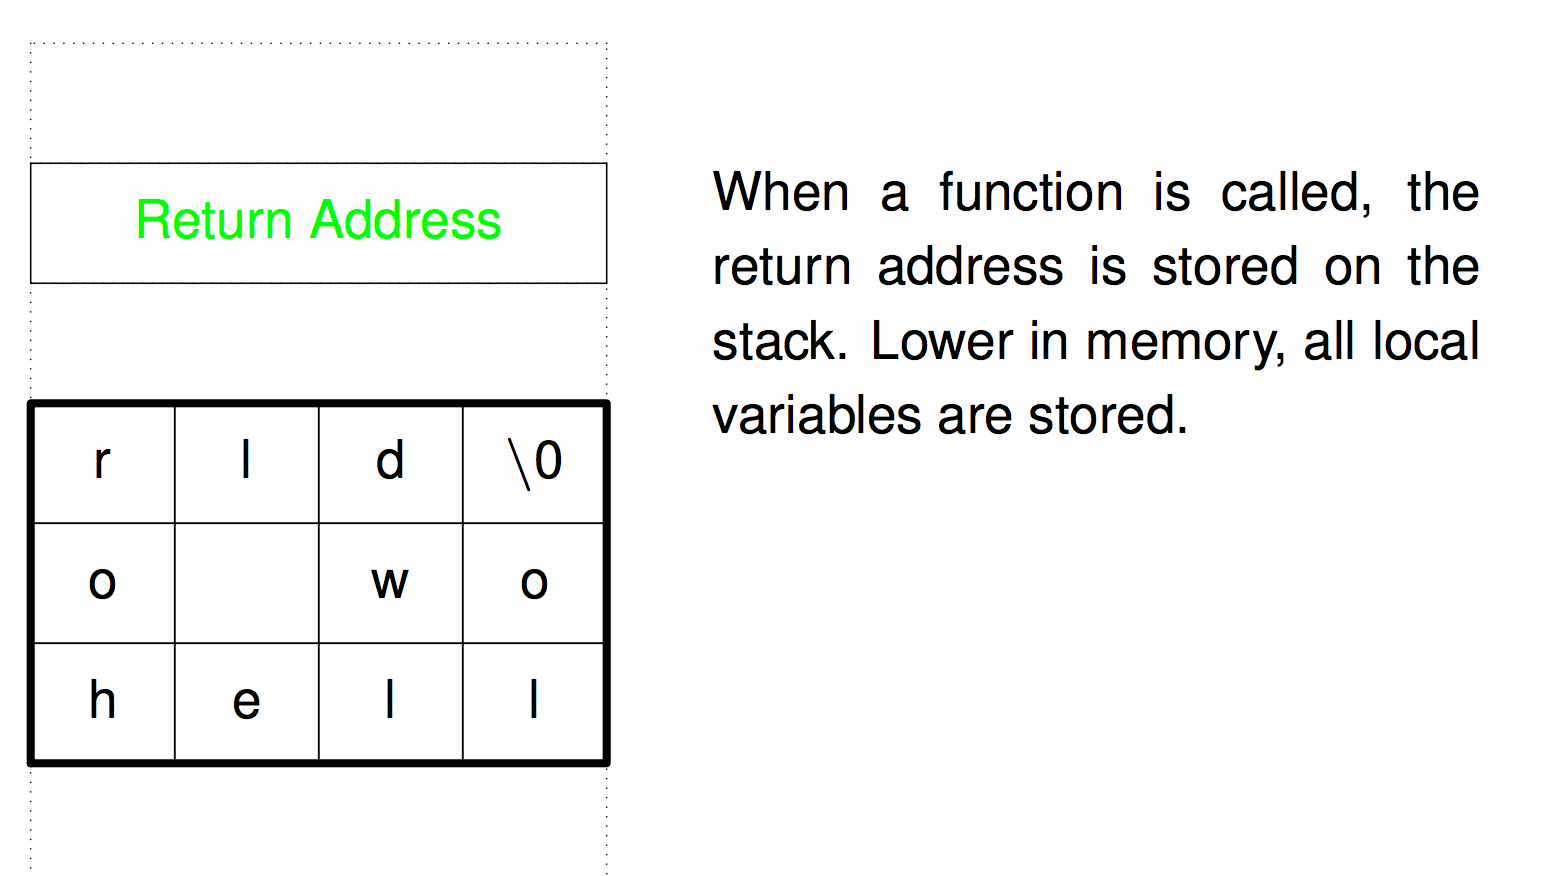 Return Address
r l d \0
o w o
h e l l
When a function is called, the
return address is stored on the
stack. Lower in memory, all local
variables are stored.